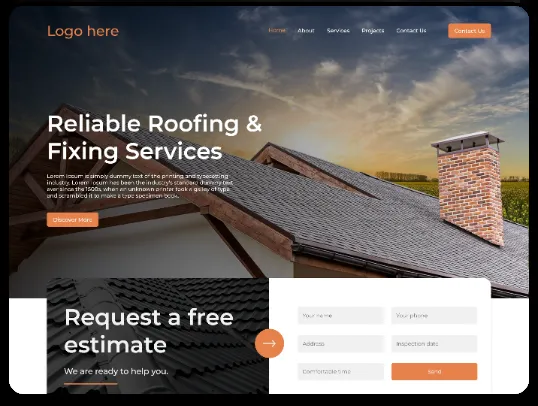 Logo here
Home
About
Services
Projects
Contact Us
Contact Us
Reliable Roofing &
Fixing Services
Lorem Ipsum is simply dummy text of the printing and typesetting
industry. Lorem Ipsum has been the industry's standard dummy text
ever since the 1500s, when an unknown printer took a galley of type
and scrambled it to make a type specimen book.
Discover More
Request a free
estimate
We are ready to help you.
Your name
Your phone
Address
Inspection date
Comfortable time
Send